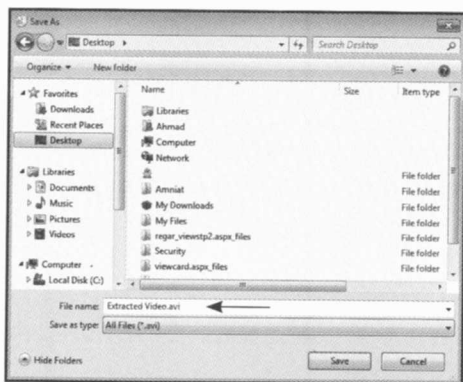 Save As
Desktop
Search Desktop
Organize New folder
Name Size Item type
Favorites
Downloads
Recent Places
Desktop
Libraries
Documents
Music
Pictures
Videos
Computer
Local Disk (C:)
Libraries
Ahmad
Computer
Network
File folder
Amniat File folder
My Downloads File folder
My Files File folder
regar_viewstp2.aspx_files File folder
Security File folder
viewcard.aspx_files File folder
File name: Extracted Video.avi
Save as type: All Files (*.avi)
Hide Folders Save Cancel